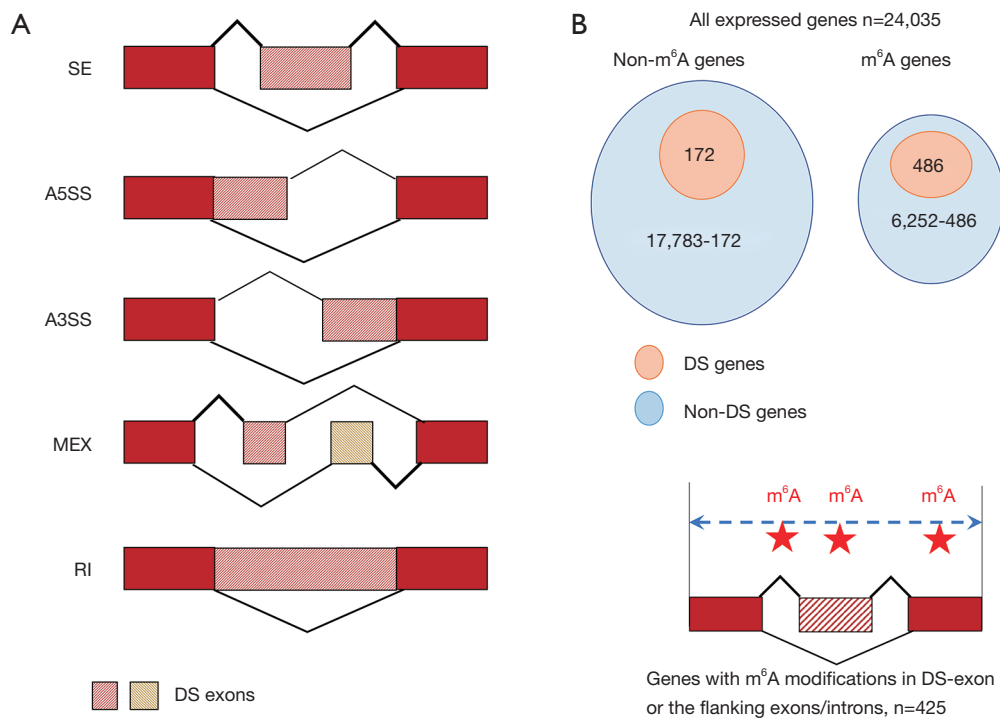 A
SE
A5SS
A3SS
MEX
RI
DS exons
B
All expressed genes n=24,035
Non-m⁶A genes
m⁶A genes
172
486
17,783-172
6,252-486
DS genes
Non-DS genes
m⁶A
m⁶A
m⁶A
Genes with m⁶A modifications in DS-exon
or the flanking exons/introns, n=425